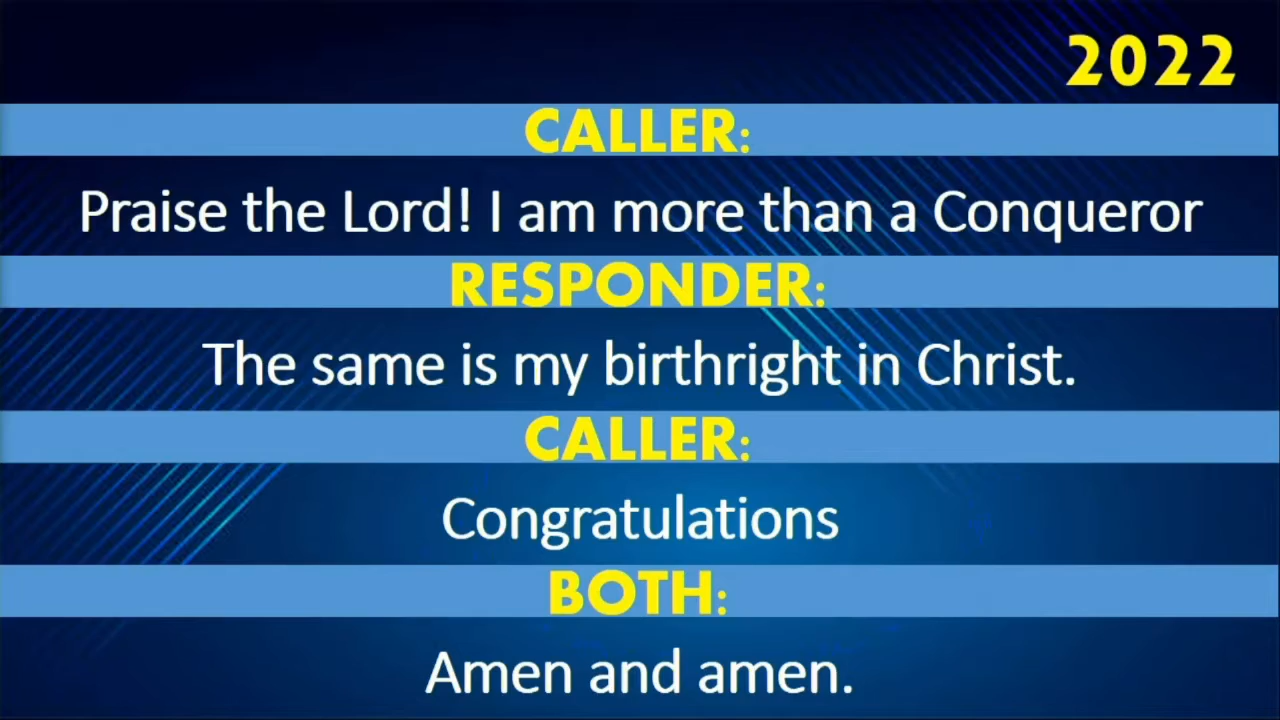 2022
CALLER:
Praise the Lord! I am more than a Conqueror
RESPONDER:
The same is my birthright in Christ.
CALLER:
Congratulations
BOTH:
Amen and amen.